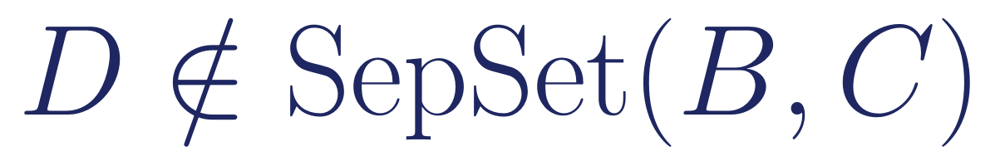 D ∉ SepSet(B, C)